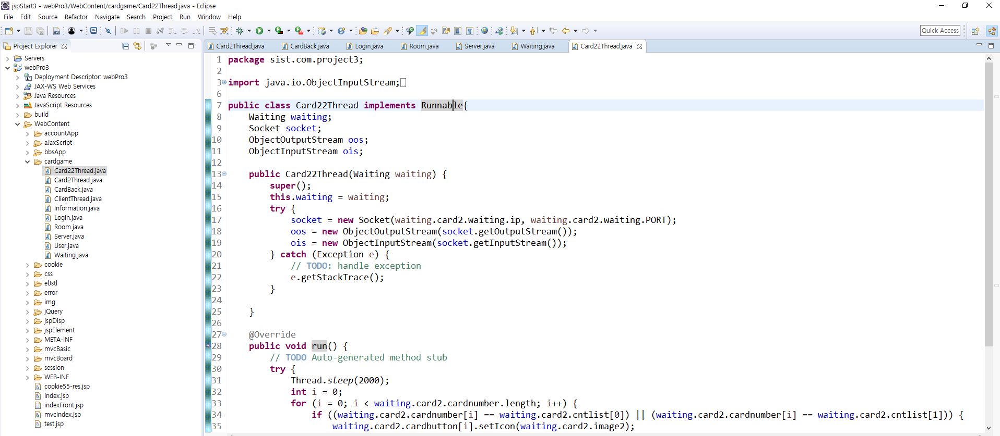 jspStart3 - webPro3/WebContent/cardgame/Card22Thread.java - Eclipse
File Edit Source Refactor Navigate Search Project Run Window Help
Quick Access
Project Explorer
Servers
webPro3
Deployment Descriptor: webPro3
JAX-WS Web Services
Java Resources
JavaScript Resources
build
WebContent
accountApp
aJaxScript
bbsApp
cardgame
Card22Thread.java
Card2Thread.java
CardBack.java
ClientThread.java
Information.java
Login.java
Room.java
Server.java
User.java
Waiting.java
cookie
css
elJstl
error
img
jQuery
jspDisp
jspElement
META-INF
mvcBasic
mvcBoard
session
WEB-INF
cookie55-res.jsp
index.jsp
indexFront.jsp
mvcIndex.jsp
test.jsp
Card2Thread.java CardBack.java Login.java Room.java Server.java Waiting.java Card22Thread.java
1 package sist.com.project3;
2
3 import java.io.ObjectInputStream;
6
7 public class Card22Thread implements Runnable{
8 Waiting waiting;
9 Socket socket;
10 ObjectOutputStream oos;
11 ObjectInputStream ois;
12
13 public Card22Thread(Waiting waiting) {
14 super();
15 this.waiting = waiting;
16 try {
17 socket = new Socket(waiting.card2.waiting.ip, waiting.card2.waiting.PORT);
18 oos = new ObjectOutputStream(socket.getOutputStream());
19 ois = new ObjectInputStream(socket.getInputStream());
20 } catch (Exception e) {
21 // TODO: handle exception
22 e.getStackTrace();
23 }
24
25 }
26
27 @Override
28 public void run() {
29 // TODO Auto-generated method stub
30 try {
31 Thread.sleep(2000);
32 int i = 0;
33 for (i = 0; i < waiting.card2.cardnumber.length; i++) {
34 if ((waiting.card2.cardnumber[i] == waiting.card2.cntlist[0]) || (waiting.card2.cardnumber[i] == waiting.card2.cntlist[1])) {
35 waiting.card2.cardbutton[i].setIcon(waiting.card2.image2);